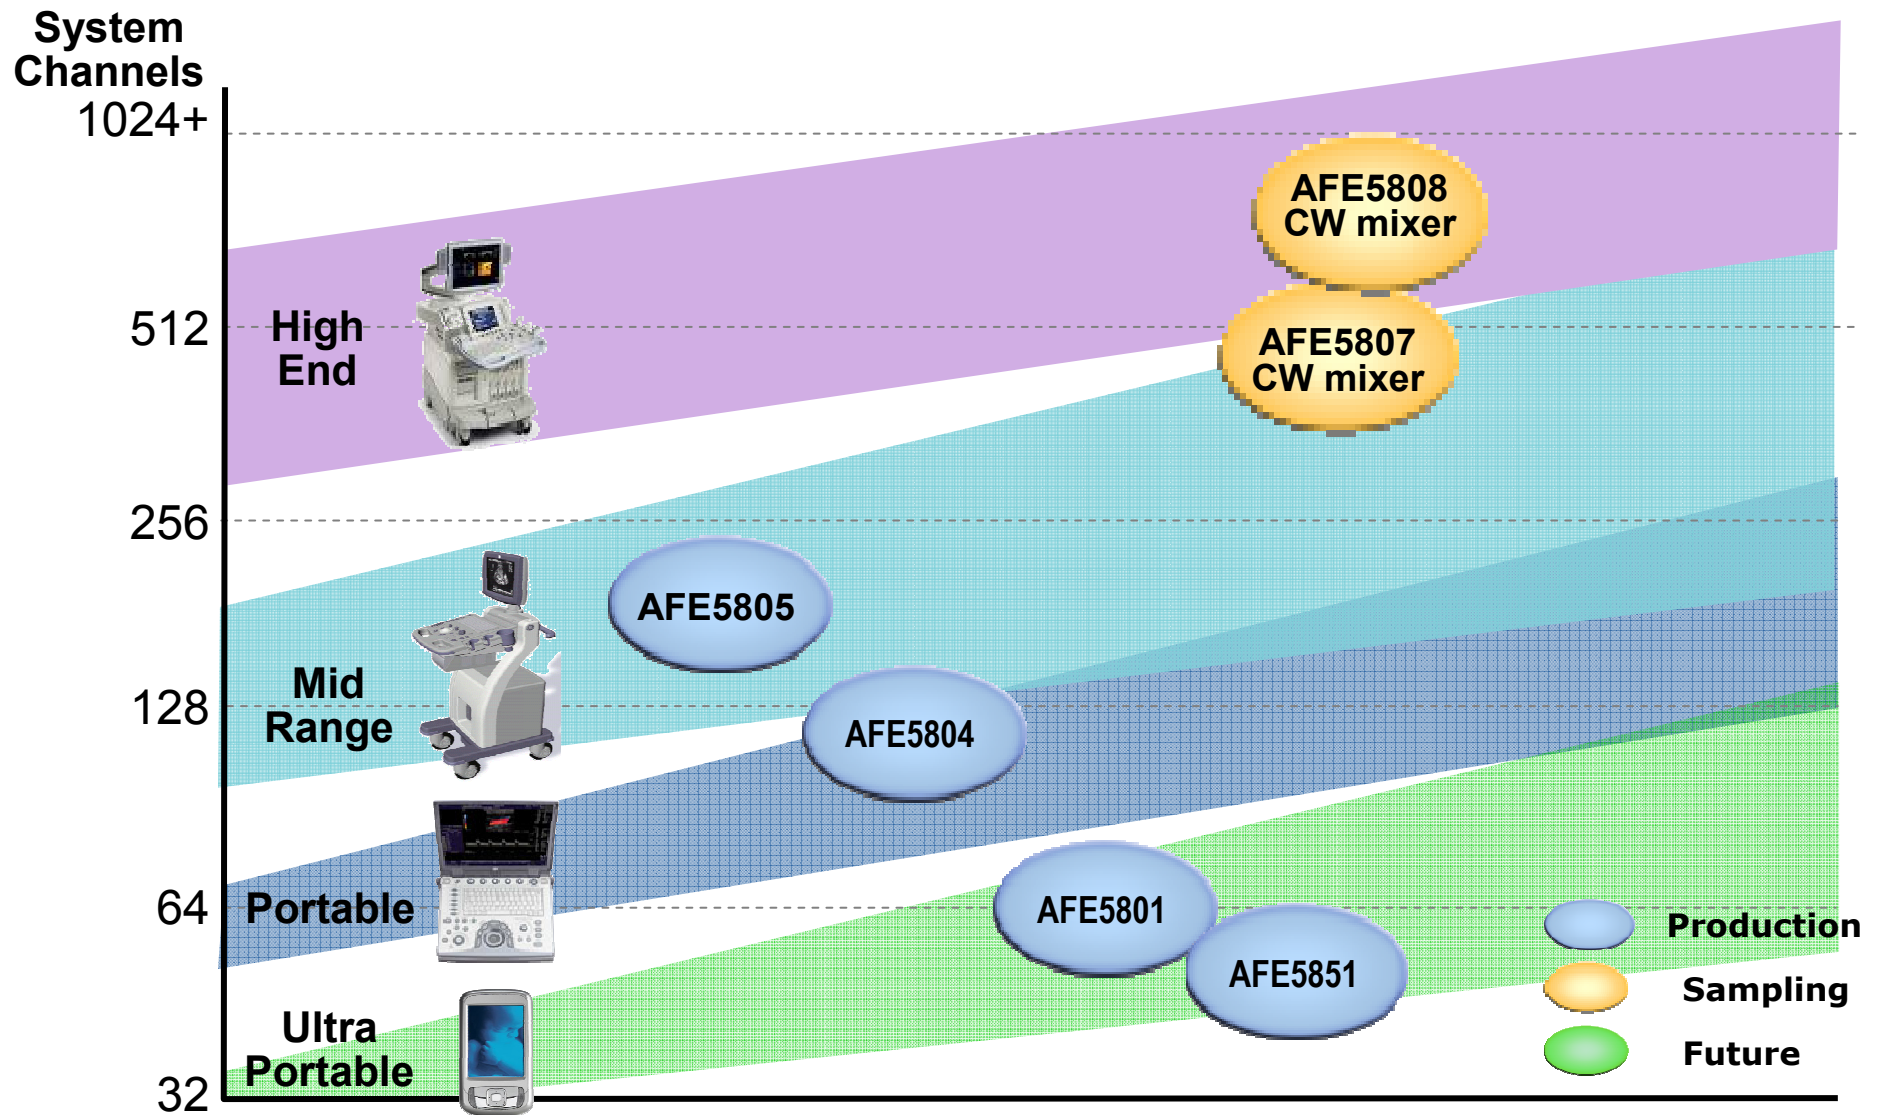 System
Channels
1024+
AFE5808
CW mixer
512
High
End
AFE5807
CW mixer
256
AFE5805
Mid
Range
128
AFE5804
64
Portable
AFE5801
Production
AFE5851
Sampling
Ultra
Portable
Future
32